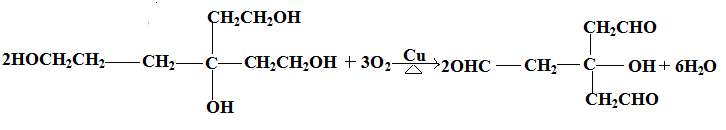 CH₂CH₂OH CH₂CHO
2HOCH₂CH₂—CH₂—C—CH₂CH₂OH + 3O₂ Cu △ → 2OHC—CH₂—C—OH + 6H₂O
OH CH₂CHO